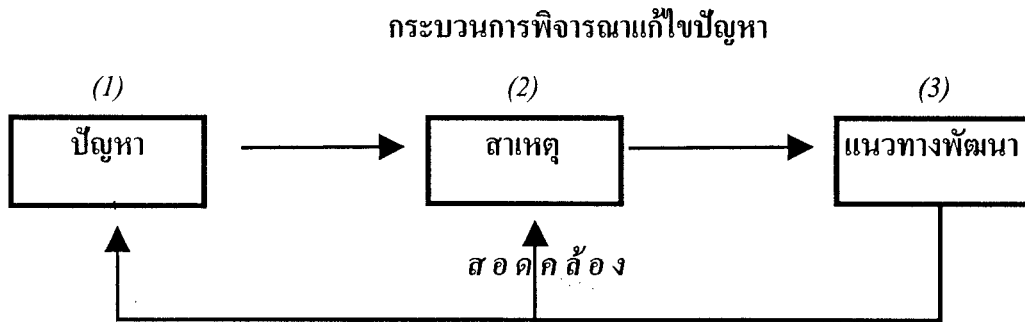 กระบวนการพิจารณาแก้ไขปัญหา
(1) (2) (3)
ปัญหา สาเหตุ แนวทางพัฒนา
ส อ ด ค ล้ อ ง